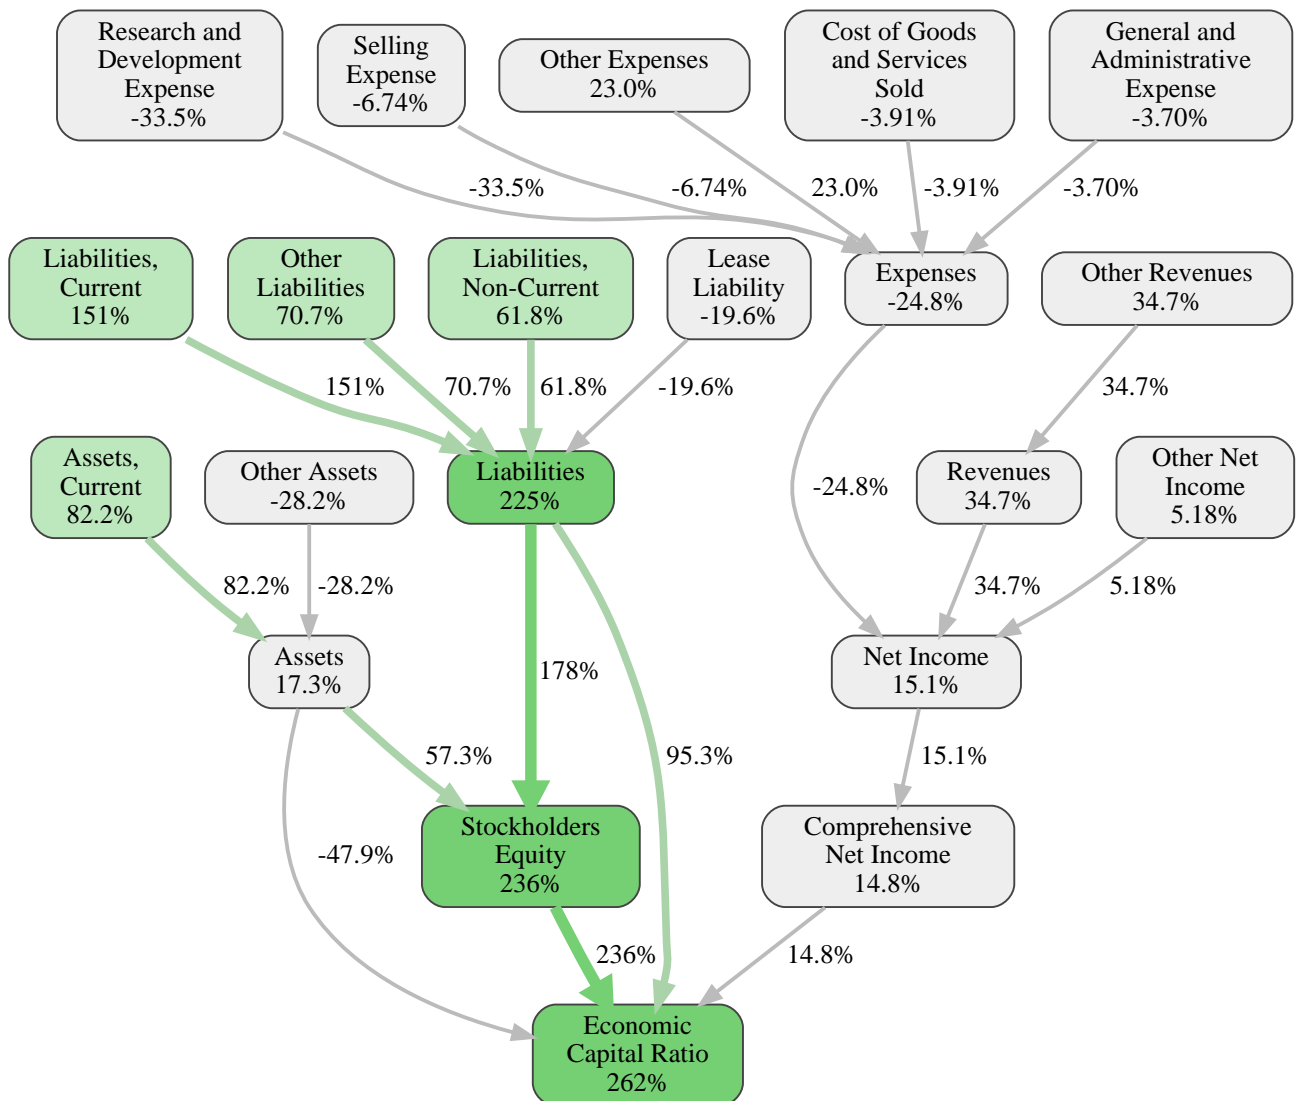 Research and
Development
Expense
-33.5%
Selling
Expense
-6.74%
Other Expenses
23.0%
Cost of Goods
and Services
Sold
-3.91%
General and
Administrative
Expense
-3.70%
-33.5%
-6.74%
23.0%
-3.91%
-3.70%
Liabilities,
Current
151%
Other
Liabilities
70.7%
Liabilities,
Non-Current
61.8%
Lease
Liability
-19.6%
Expenses
-24.8%
Other Revenues
34.7%
151%
70.7%
61.8%
-19.6%
34.7%
Assets,
Current
82.2%
Other Assets
-28.2%
Liabilities
225%
-24.8%
Revenues
34.7%
Other Net
Income
5.18%
82.2%
-28.2%
34.7%
5.18%
Assets
17.3%
178%
Net Income
15.1%
57.3%
95.3%
15.1%
-47.9%
Stockholders
Equity
236%
Comprehensive
Net Income
14.8%
236%
14.8%
Economic
Capital Ratio
262%